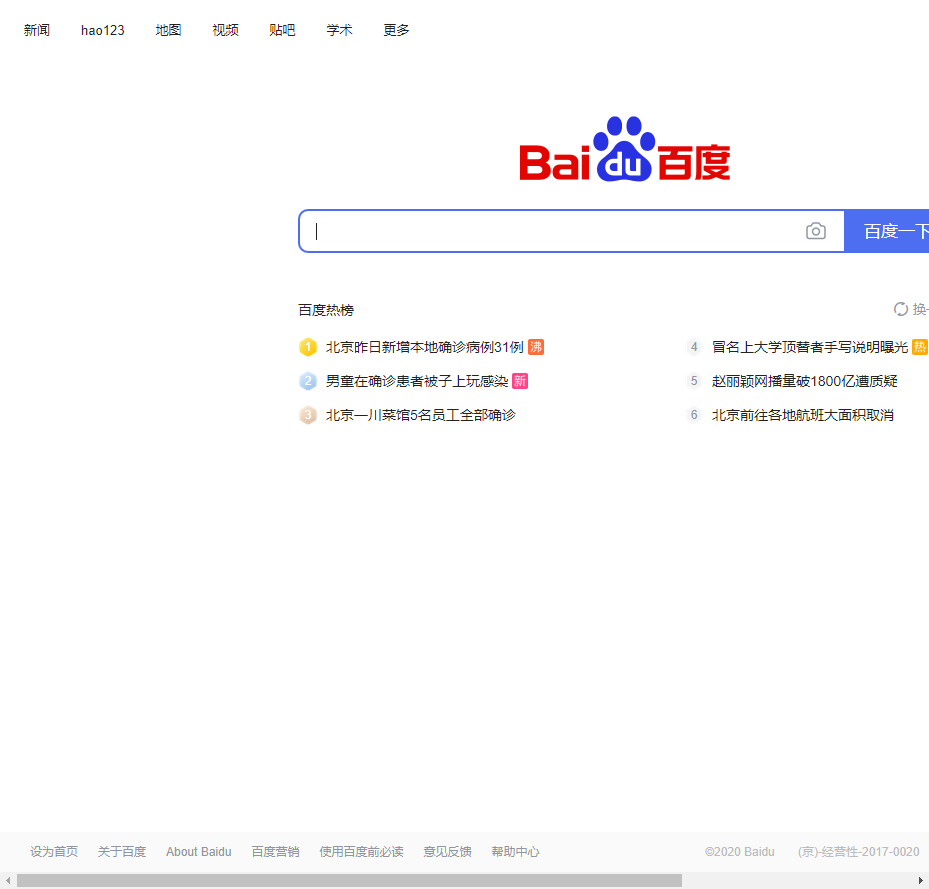 新闻 hao123 地图 视频 贴吧 学术 更多
Bai du 百度
百度一下
百度热榜 换一
1 北京昨日新增本地确诊病例31例 沸
4 冒名上大学顶替者手写说明曝光 热
2 男童在确诊患者被子上玩感染 新
5 赵丽颖网播量破1800亿遭质疑
3 北京一川菜馆5名员工全部确诊
6 北京前往各地航班大面积取消
设为首页 关于百度 About Baidu 百度营销 使用百度前必读 意见反馈 帮助中心 ©2020 Baidu (京)-经营性-2017-0020